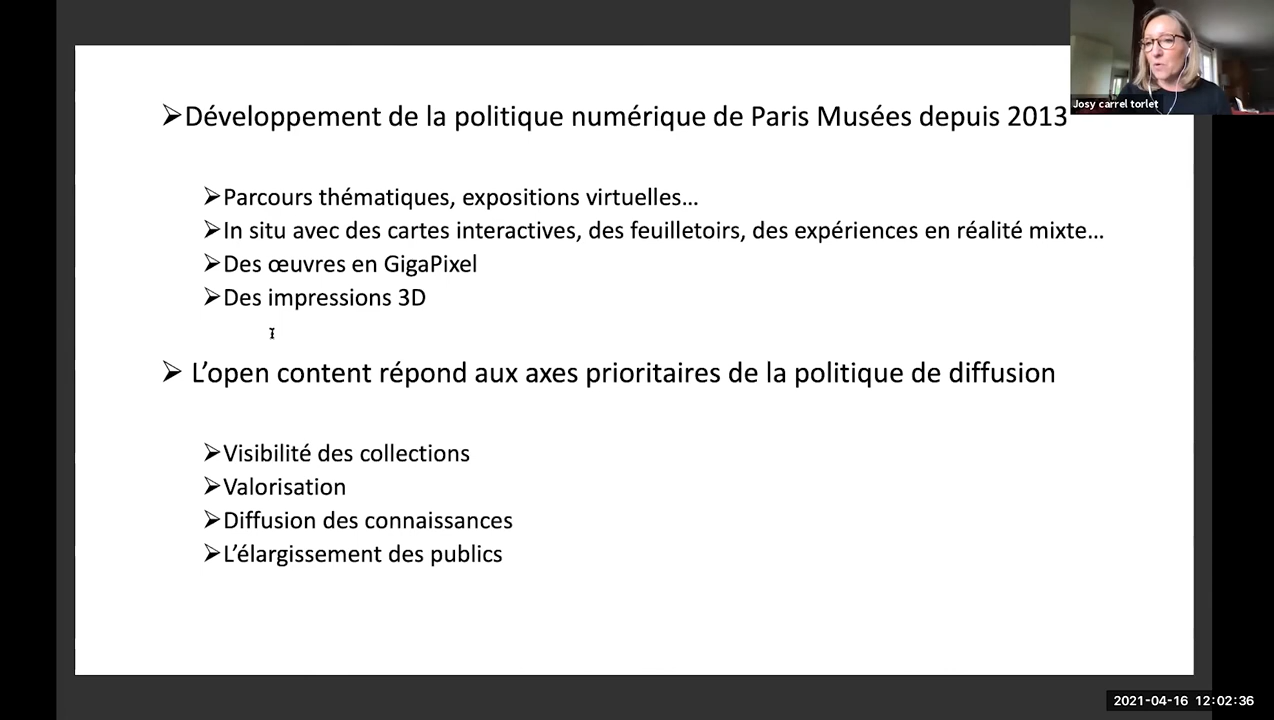 Josy carrel torlet
➢Développement de la politique numérique de Paris Musées depuis 2013
➢Parcours thématiques, expositions virtuelles...
➢In situ avec des cartes interactives, des feuilletoirs, des expériences en réalité mixte...
➢Des œuvres en GigaPixel
➢Des impressions 3D
➢ L’open content répond aux axes prioritaires de la politique de diffusion
➢Visibilité des collections
➢Valorisation
➢Diffusion des connaissances
➢L’élargissement des publics
2021-04-16 12:02:36